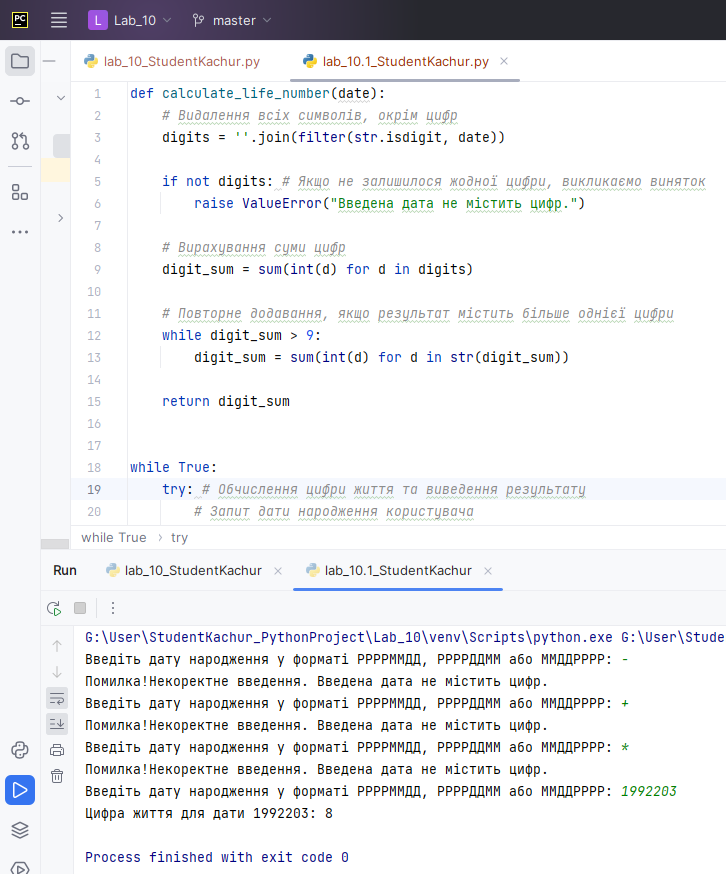 PC L Lab_10 master
lab_10_StudentKachur.py lab_10.1_StudentKachur.py
1 def calculate_life_number(date):
2 # Видалення всіх символів, окрім цифр
3 digits = ''.join(filter(str.isdigit, date))
4
5 if not digits: # Якщо не залишилося жодної цифри, викликаємо виняток
6 raise ValueError("Введена дата не містить цифр.")
7
8 # Вирахування суми цифр
9 digit_sum = sum(int(d) for d in digits)
10
11 # Повторне додавання, якщо результат містить більше однієї цифри
12 while digit_sum > 9:
13 digit_sum = sum(int(d) for d in str(digit_sum))
14
15 return digit_sum
16
17
18 while True:
19 try: # Обчислення цифри життя та виведення результату
20 # Запит дати народження користувача
while True > try
Run lab_10_StudentKachur lab_10.1_StudentKachur
G:\User\StudentKachur_PythonProject\Lab_10\venv\Scripts\python.exe G:\User\Stude
Введіть дату народження у форматі РРРРММДД, РРРРДДММ або ММДДРРРР: -
Помилка!Некоректне введення. Введена дата не містить цифр.
Введіть дату народження у форматі РРРРММДД, РРРРДДММ або ММДДРРРР: +
Помилка!Некоректне введення. Введена дата не містить цифр.
Введіть дату народження у форматі РРРРММДД, РРРРДДММ або ММДДРРРР: *
Помилка!Некоректне введення. Введена дата не містить цифр.
Введіть дату народження у форматі РРРРММДД, РРРРДДММ або ММДДРРРР: 1992203
Цифра життя для дати 1992203: 8
Process finished with exit code 0